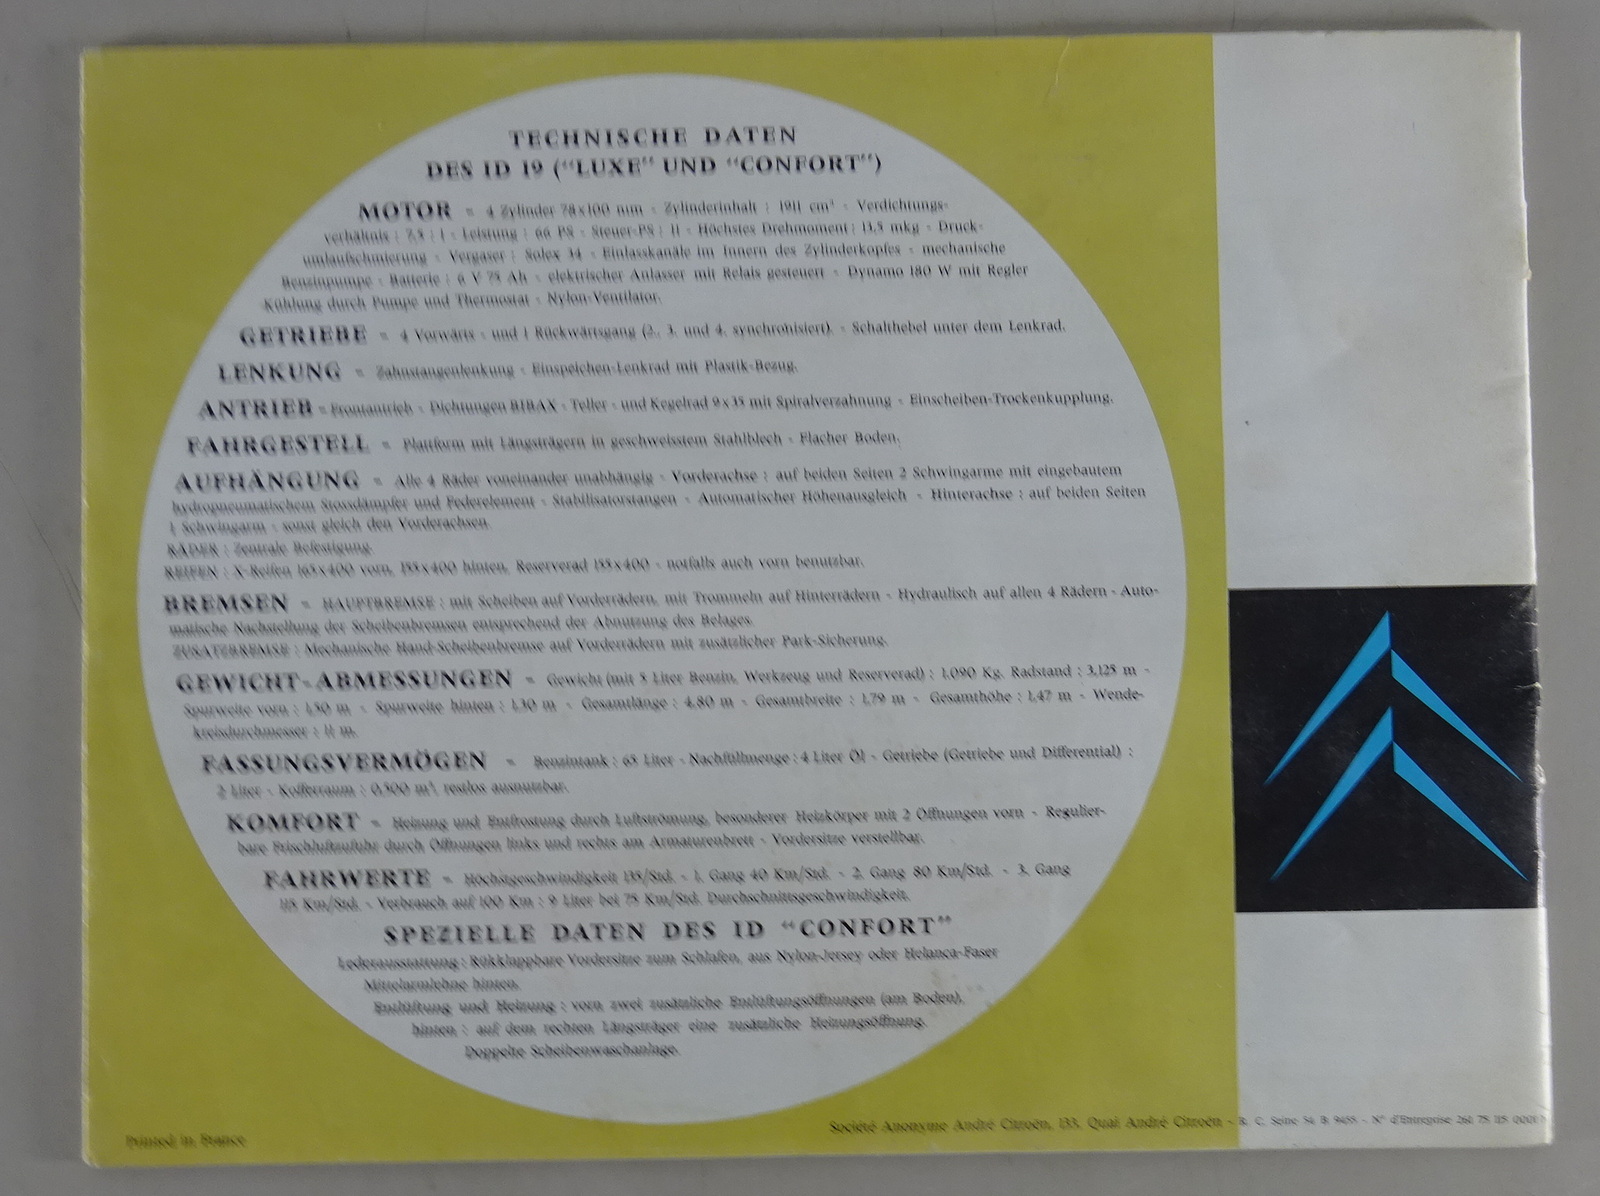 TECHNISCHE DATEN
DES ID 19 (“LUXE” UND “CONFORT”)
MOTOR = 4 Zylinder 78x100 mm - Zylinderinhalt : 1911 cm³ - Verdichtungs-
verhältnis : 7,5 : 1 - Leistung : 66 PS - Steuer-PS : 11 - Höchstes Drehmoment : 13,5 mkg - Druck-
umlaufschmierung - Vergaser : Solex 34 - Einlasskanäle im Innern des Zylinderkopfes - mechanische
Benzinpumpe - Batterie : 6 V 75 Ah - elektrischer Anlasser mit Relais gesteuert - Dynamo 180 W mit Regler
Kühlung durch Pumpe und Thermostat - Nylon-Ventilator.
GETRIEBE = 4 Vorwärts - und 1 Rückwärtsgang (2., 3. und 4. synchronisiert). - Schalthebel unter dem Lenkrad.
LENKUNG = Zahnstangenlenkung - Einspeichen-Lenkrad mit Plastik-Bezug.
ANTRIEB = Frontantrieb - Dichtungen BIBAX - Teller - und Kegelrad 9x35 mit Spiralverzahnung - Einscheiben-Trockenkupplung.
FAHRGESTELL = Plattform mit Längsträgern in geschweisstem Stahlblech - Flacher Boden.
AUFHÄNGUNG = Alle 4 Räder voneinander unabhängig - Vorderachse : auf beiden Seiten 2 Schwingarme mit eingebautem
hydropneumatischem Stossdämpfer und Federelement - Stabilisatorstangen - Automatischer Höhenausgleich - Hinterachse : auf beiden Seiten
1 Schwingarm - sonst gleich den Vorderachsen.
RÄDER : Zentrale Befestigung.
REIFEN : X-Reifen 165x400 vorn, 155x400 hinten, Reserverad 155x400 - notfalls auch vorn benutzbar.
BREMSEN = HAUPTBREMSE : mit Scheiben auf Vorderrädern, mit Trommeln auf Hinterrädern - Hydraulisch auf allen 4 Rädern - Auto-
matische Nachstellung der Scheibenbremsen entsprechend der Abnutzung des Belages.
ZUSATZBREMSE : Mechanische Hand-Scheibenbremse auf Vorderrädern mit zusätzlicher Park-Sicherung.
GEWICHT-ABMESSUNGEN = Gewicht (mit 5 Liter Benzin, Werkzeug und Reserverad) : 1.090 Kg. Radstand : 3,125 m -
Spurweite vorn : 1,50 m - Spurweite hinten : 1,30 m - Gesamtlänge : 4,80 m - Gesamtbreite : 1,79 m - Gesamthöhe : 1,47 m - Wende-
kreisdurchmesser : 11 m.
FASSUNGSVERMÖGEN = Benzintank : 65 Liter - Nachfüllmenge : 4 Liter Öl - Getriebe (Getriebe und Differential) :
2 Liter - Kofferraum : 0,500 m³, restlos ausnutzbar.
KOMFORT = Heizung und Entfrostung durch Luftströmung, besonderer Heizkörper mit 2 Öffnungen vorn - Regulier-
bare Frischluftzufuhr durch Öffnungen links und rechts am Armaturenbrett - Vordersitze verstellbar.
FAHRWERTE = Höchstgeschwindigkeit 135/Std. - 1. Gang 40 Km/Std. - 2. Gang 80 Km/Std. - 3. Gang
115 Km/Std. - Verbrauch auf 100 Km : 9 Liter bei 75 Km/Std. Durchschnittsgeschwindigkeit.
SPEZIELLE DATEN DES ID “CONFORT”
Lederausstattung : Rükklappbare Vordersitze zum Schlafen, aus Nylon-Jersey oder Helanca-Faser
Mittelarmlehne hinten.
Entlüftung und Heizung : vorn zwei zusätzliche Entlüftungsöffnungen (am Boden),
hinten : auf dem rechten Längsträger eine zusätzliche Heizungsöffnung.
Doppelte Scheibenwaschanlage.
Printed in France
Société Anonyme André Citroën, 133, Quai André Citroën - R. C. Seine 54 B 9455 - N° d'Entreprise 261 75 115 0001